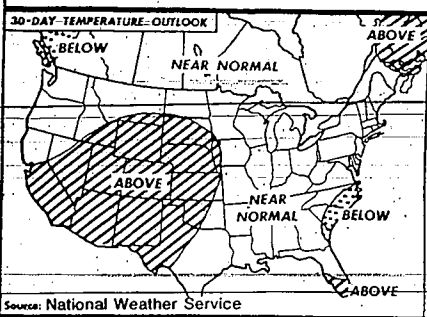 30-DAY TEMPERATURE OUTLOOK
ABOVE
BELOW
NEAR NORMAL
ABOVE
NEAR
NORMAL
BELOW
ABOVE
Source: National Weather Service